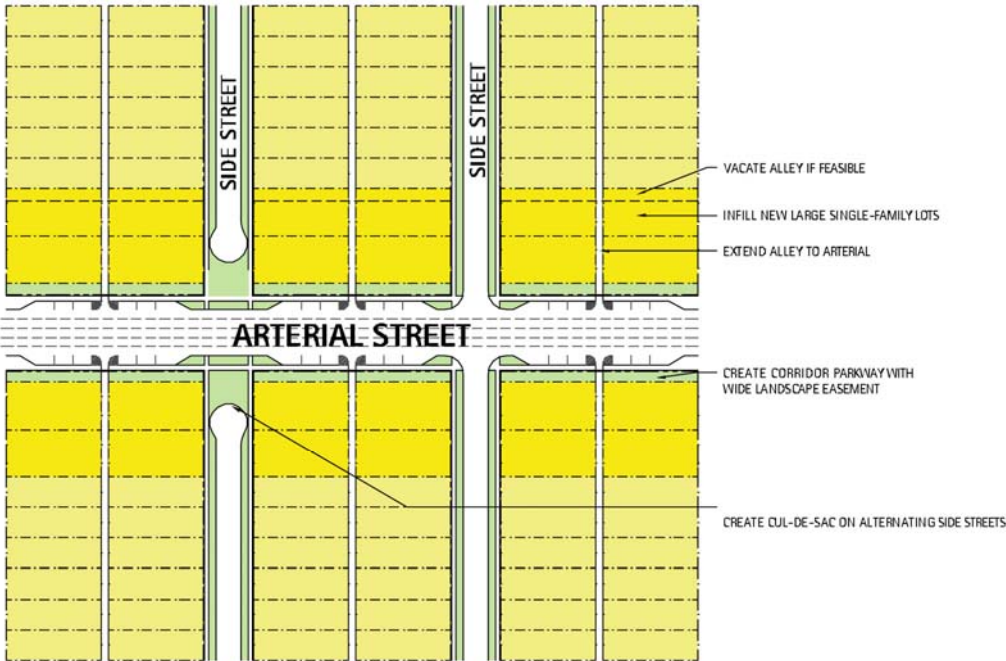 SIDE STREET
SIDE STREET
VACATE ALLEY IF FEASIBLE
INFILL NEW LARGE SINGLE-FAMILY LOTS
EXTEND ALLEY TO ARTERIAL
ARTERIAL STREET
CREATE CORRIDOR PARKWAY WITH
WIDE LANDSCAPE EASEMENT
CREATE CUL-DE-SAC ON ALTERNATING SIDE STREETS